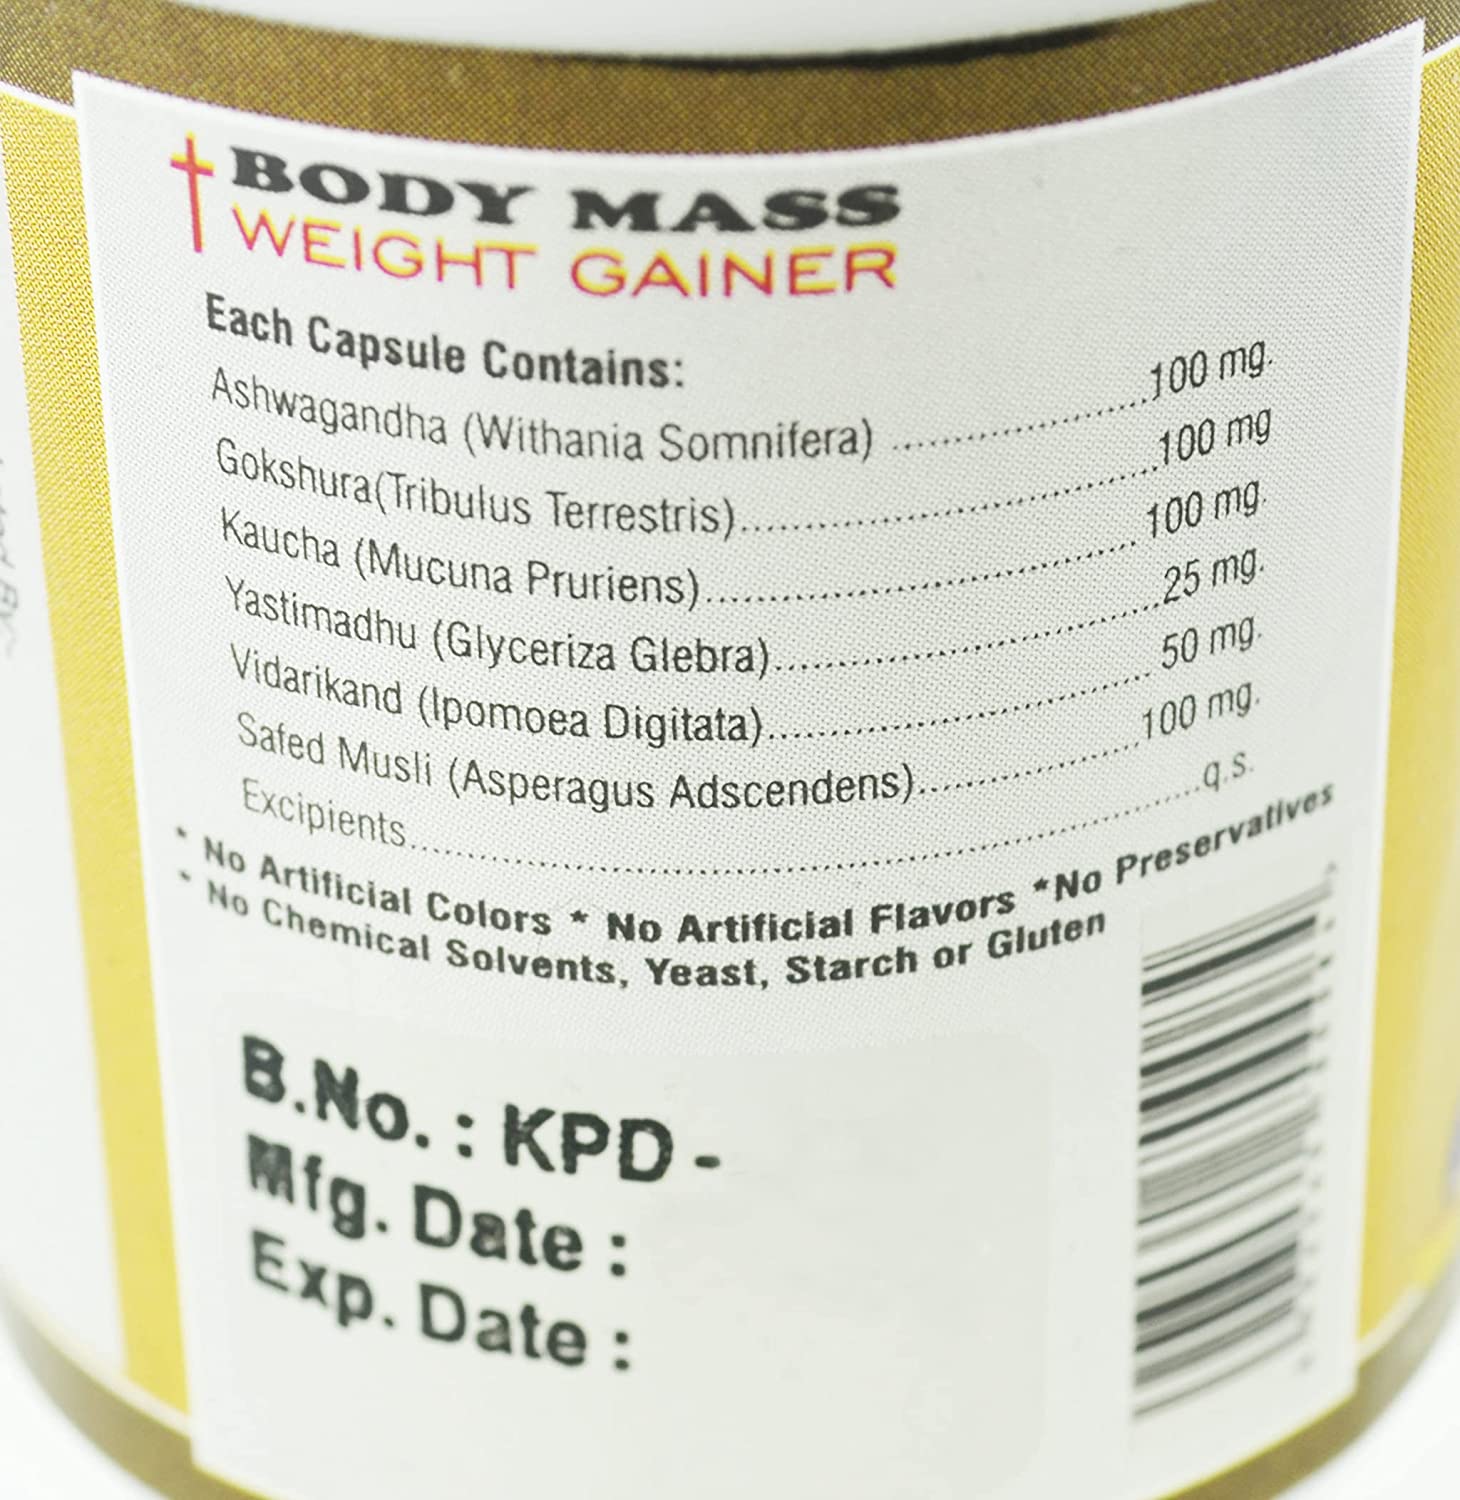 BODY MASS
WEIGHT GAINER
Each Capsule Contains:
Ashwagandha (Withania Somnifera) ........................100 mg.
Gokshura(Tribulus Terrestris)........................................100 mg
Kaucha (Mucuna Pruriens)......................................... 100 mg.
Yastimadhu (Glyceriza Glebra)....................................25 mg.
Vidarikand (Ipomoea Digitata)..................................... 50 mg.
Safed Musli (Asperagus Adscendens).....................100 mg.
Excipients...........................................................................q.s.
* No Artificial Colors * No Artificial Flavors *No Preservatives
* No Chemical Solvents, Yeast, Starch or Gluten
B.No. : KPD -
Mfg. Date :
Exp. Date :